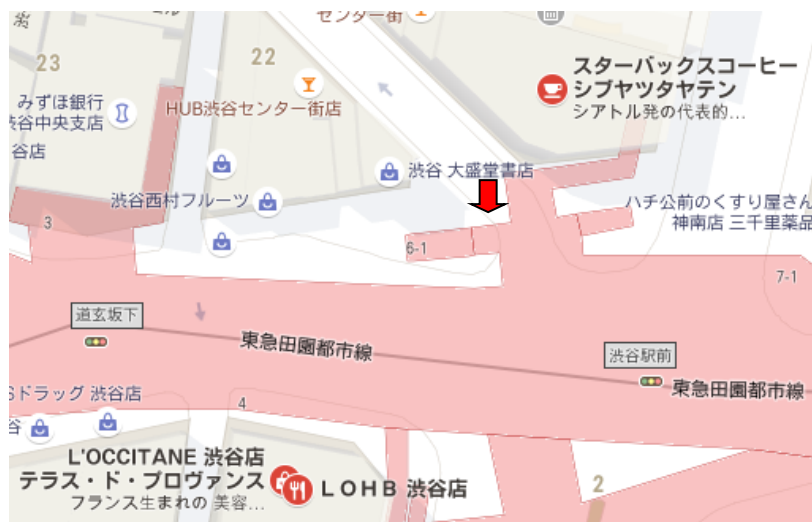 センター街
スターバックスコーヒー
シブヤツタヤテン
シアトル発の代表的...
23
22
みずほ銀行
渋谷中央支店
谷店
HUB渋谷センター街店
渋谷 大盛堂書店
渋谷西村フルーツ
ハチ公前のくすり屋さん
神南店 三千里薬品
3
6-1
7-1
道玄坂下
東急田園都市線
渋谷駅前
東急田園都市線
Sドラッグ 渋谷店
谷
4
L'OCCITANE 渋谷店
テラス・ド・プロヴァンス
フランス生まれの 美容...
LOHB 渋谷店
2